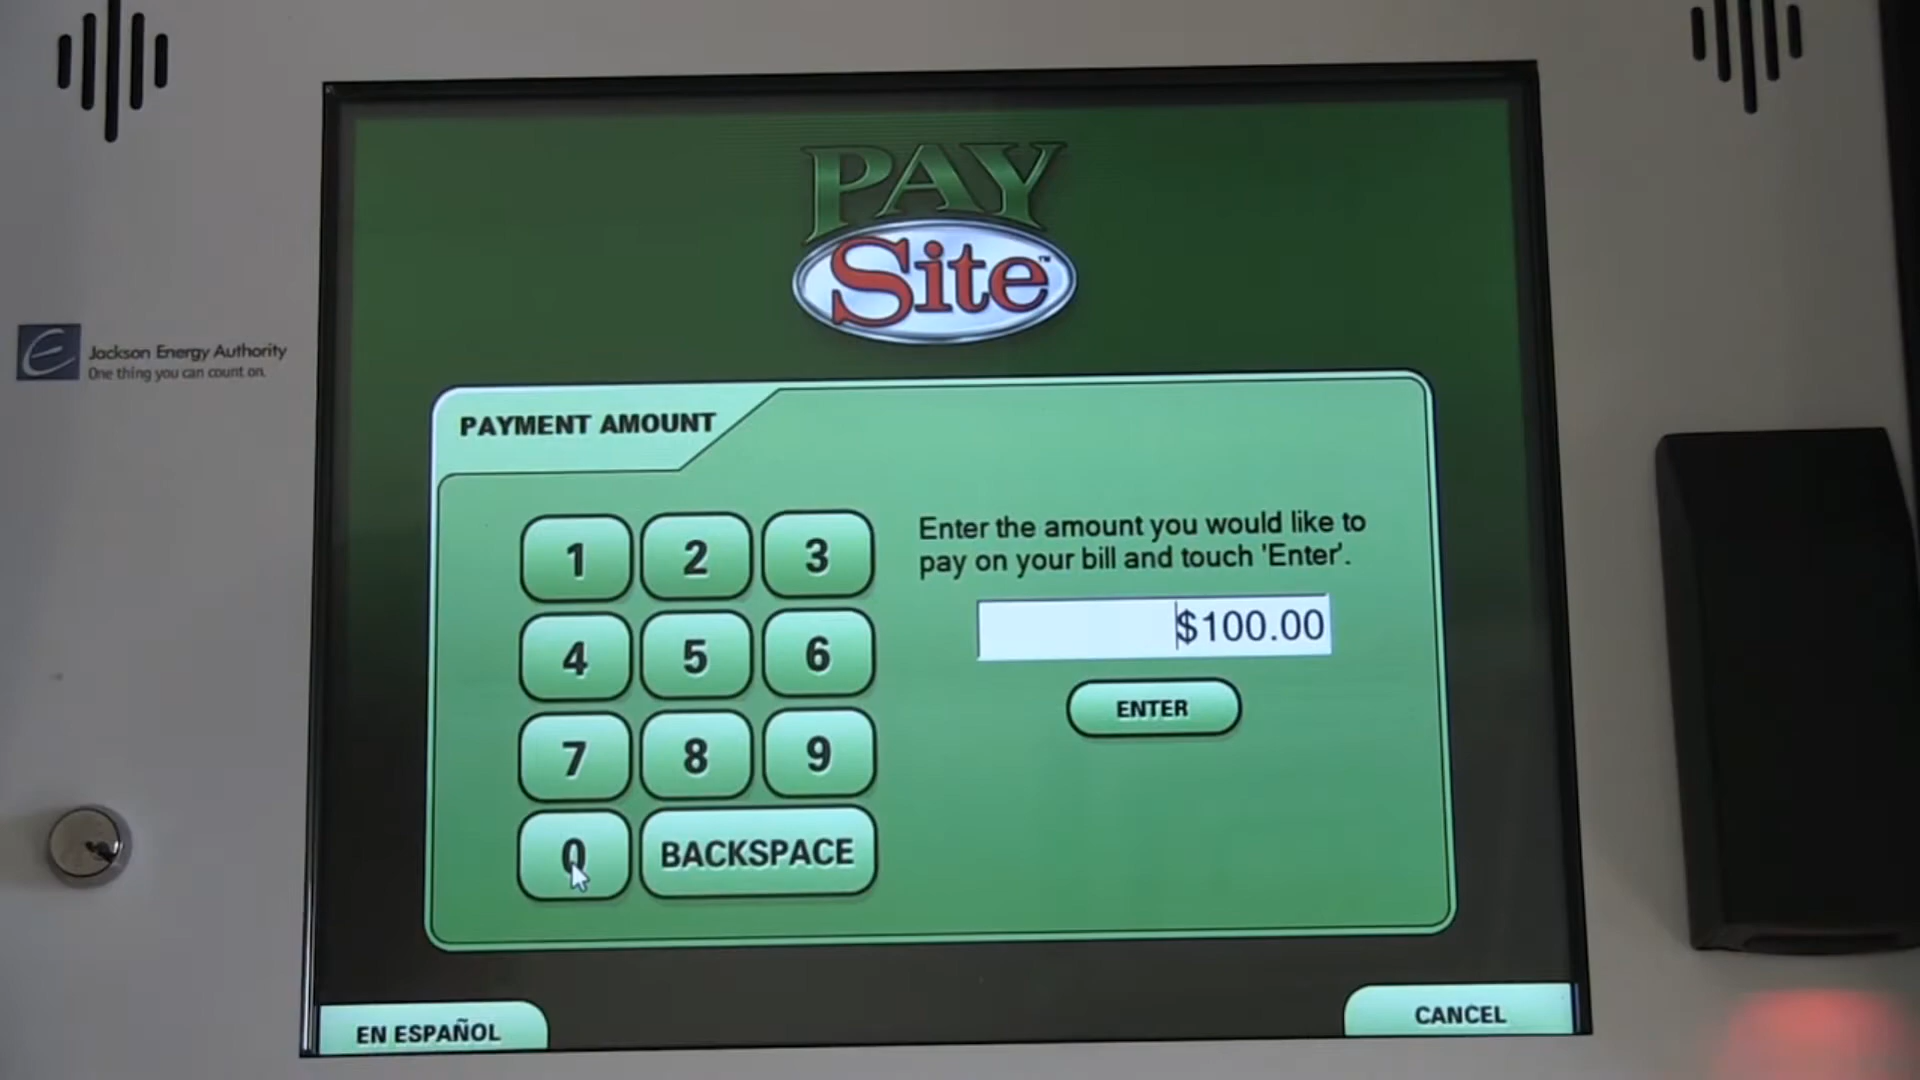 PAY
Site™
Jackson Energy Authority
One thing you can count on.
PAYMENT AMOUNT
1 2 3
4 5 6
7 8 9
0 BACKSPACE
Enter the amount you would like to
pay on your bill and touch 'Enter'.
$100.00
ENTER
EN ESPAÑOL
CANCEL